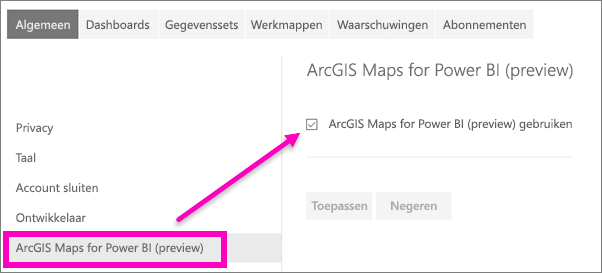 Algemeen Dashboards Gegevenssets Werkmappen Waarschuwingen Abonnementen
Privacy
Taal
Account sluiten
Ontwikkelaar
ArcGIS Maps for Power BI (preview)
ArcGIS Maps for Power BI (preview)
ArcGIS Maps for Power BI (preview) gebruiken
Toepassen Negeren